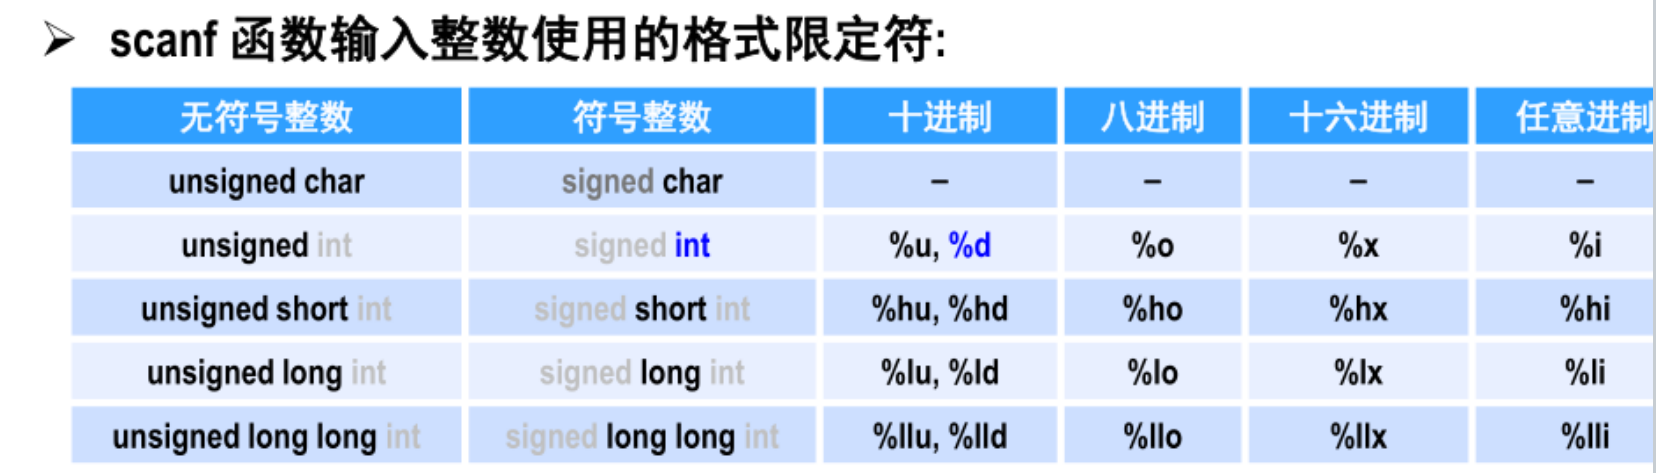 ➢ scanf 函数输入整数使用的格式限定符:
无符号整数 符号整数 十进制 八进制 十六进制 任意进制
unsigned char signed char – – – –
unsigned int signed int %u, %d %o %x %i
unsigned short int signed short int %hu, %hd %ho %hx %hi
unsigned long int signed long int %lu, %ld %lo %lx %li
unsigned long long int signed long long int %llu, %lld %llo %llx %lli